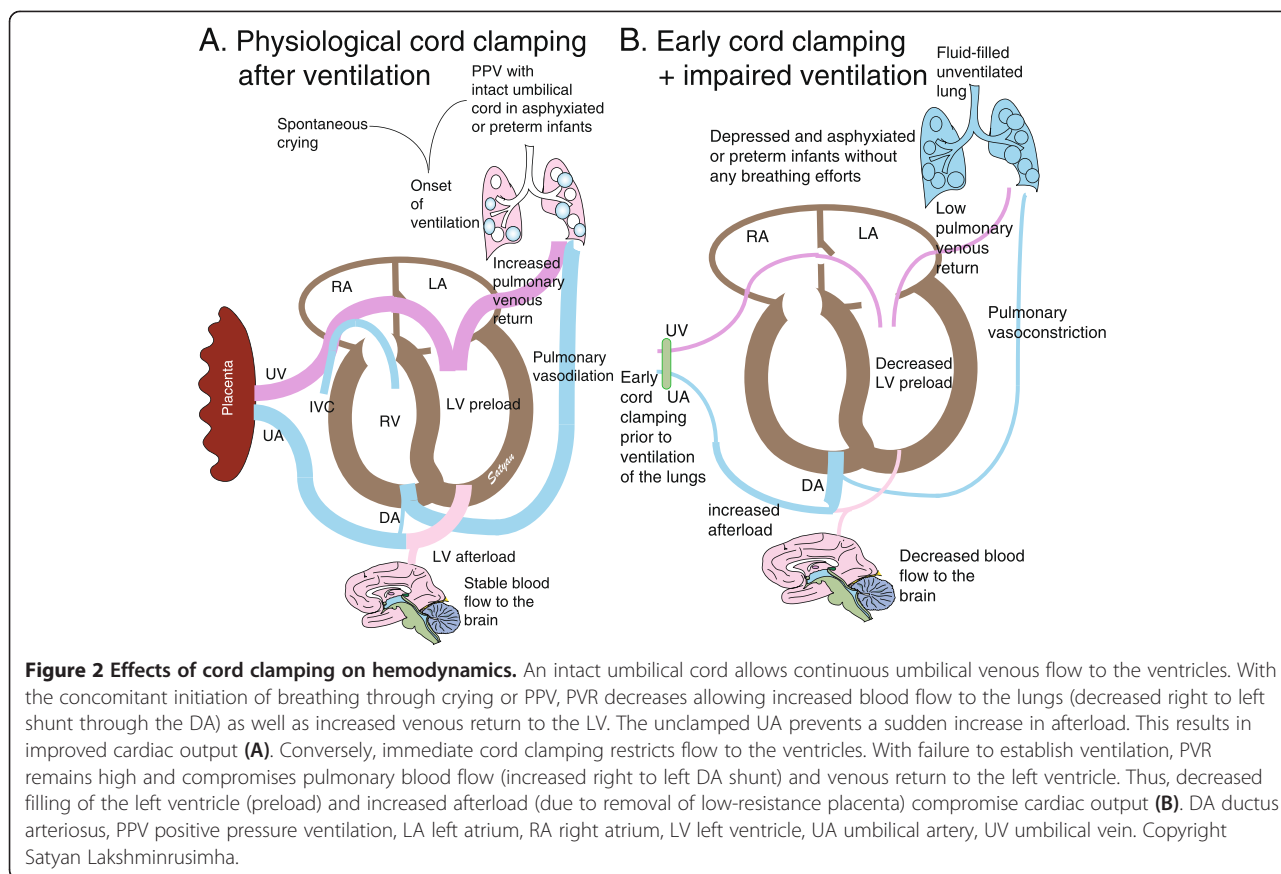 A. Physiological cord clamping
after ventilation
PPV with
intact umbilical
cord in asphyxiated
or preterm infants
Spontaneous
crying
Onset
of
ventilation
Increased
pulmonary
venous
return
RA
LA
Placenta
UV
IVC
UA
RV
LV preload
Pulmonary
vasodilation
Satyan
DA
LV afterload
Stable blood
flow to the
brain
B. Early cord clamping
+ impaired ventilation
Fluid-filled
unventilated
lung
Depressed and asphyxiated
or preterm infants without
any breathing efforts
RA
LA
Low
pulmonary
venous
return
Pulmonary
vasoconstriction
UV
UA
Early
cord
clamping
prior to
ventilation
of the lungs
Decreased
LV preload
DA
increased
afterload
Decreased blood
flow to the
brain
Figure 2 Effects of cord clamping on hemodynamics. An intact umbilical cord allows continuous umbilical venous flow to the ventricles. With
the concomitant initiation of breathing through crying or PPV, PVR decreases allowing increased blood flow to the lungs (decreased right to left
shunt through the DA) as well as increased venous return to the LV. The unclamped UA prevents a sudden increase in afterload. This results in
improved cardiac output (A). Conversely, immediate cord clamping restricts flow to the ventricles. With failure to establish ventilation, PVR
remains high and compromises pulmonary blood flow (increased right to left DA shunt) and venous return to the left ventricle. Thus, decreased
filling of the left ventricle (preload) and increased afterload (due to removal of low-resistance placenta) compromise cardiac output (B). DA ductus
arteriosus, PPV positive pressure ventilation, LA left atrium, RA right atrium, LV left ventricle, UA umbilical artery, UV umbilical vein. Copyright
Satyan Lakshminrusimha.